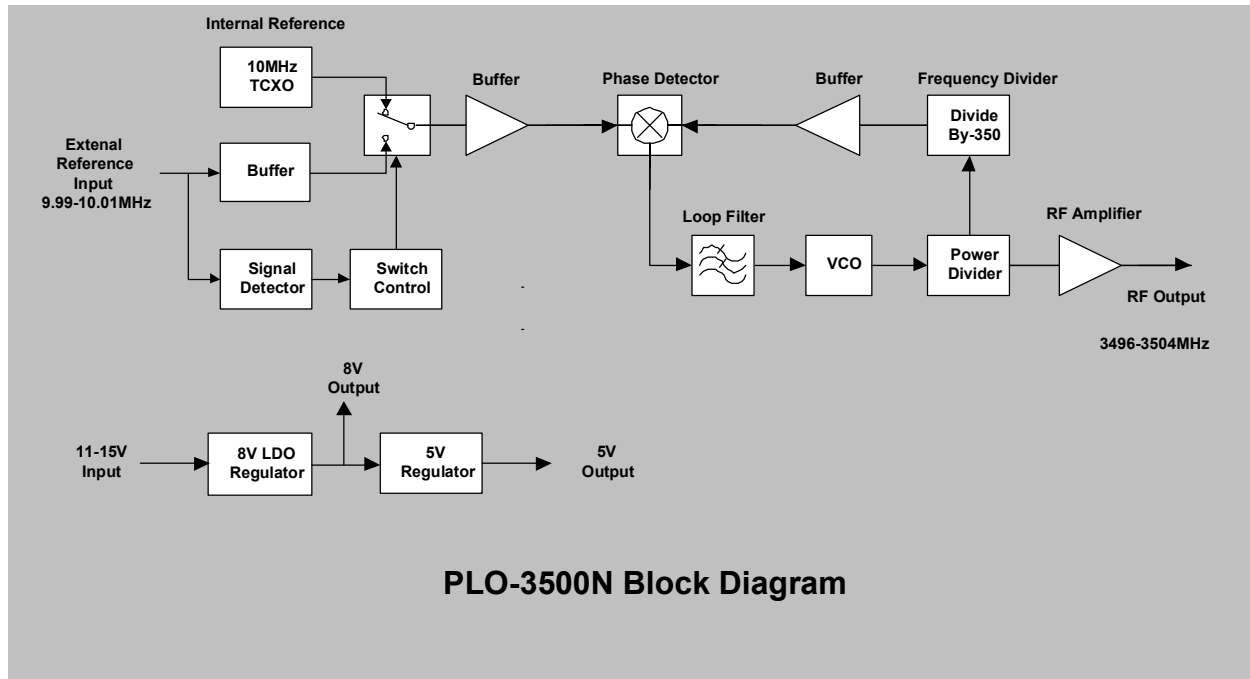 Internal Reference
10MHz
TCXO
Buffer
Phase Detector
Buffer
Frequency Divider
Divide
By-350
Extenal
Reference
Input
9.99-10.01MHz
Buffer
Signal
Detector
Switch
Control
Loop Filter
VCO
Power
Divider
RF Amplifier
RF Output
3496-3504MHz
8V
Output
11-15V
Input
8V LDO
Regulator
5V
Regulator
5V
Output
PLO-3500N Block Diagram